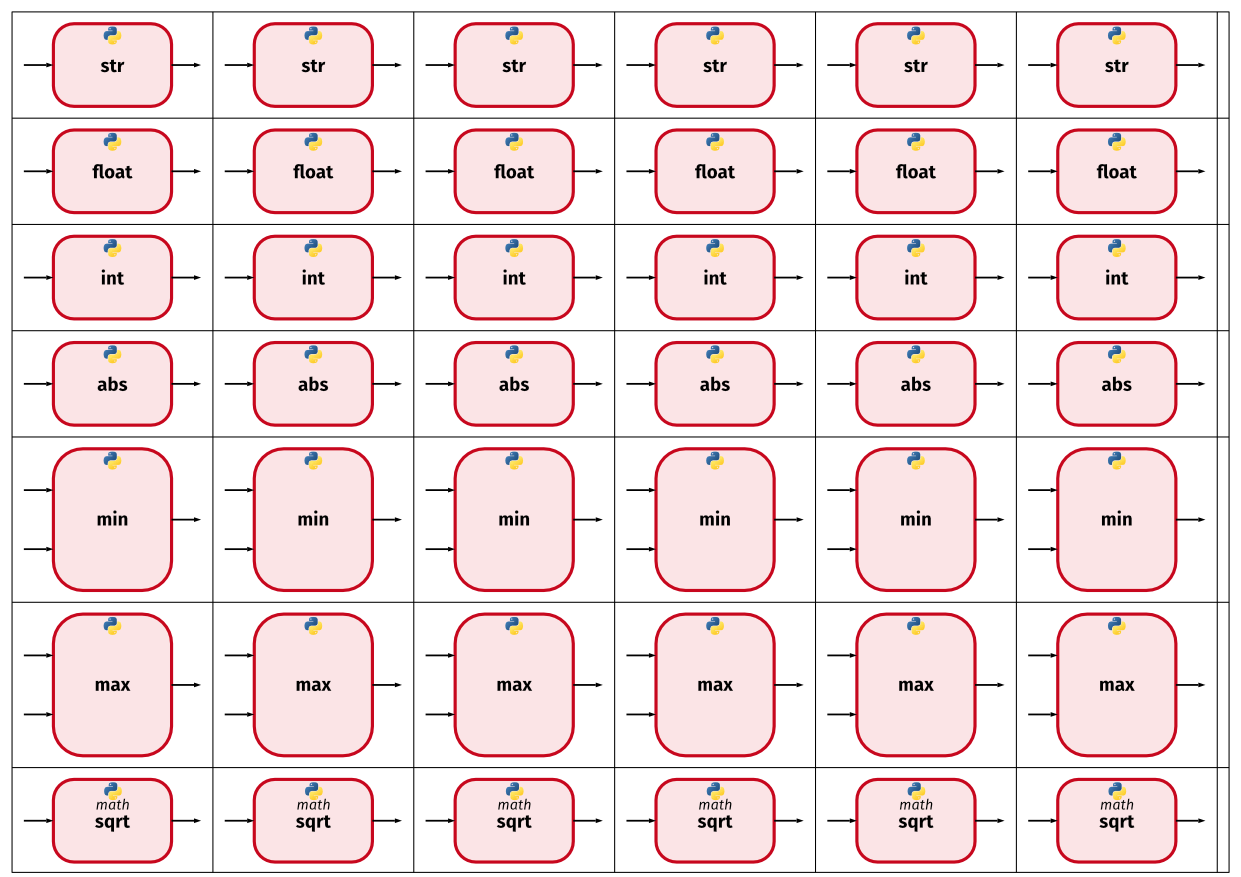 str str str str str str
float float float float float float
int int int int int int
abs abs abs abs abs abs
min min min min min min
max max max max max max
math math math math math math
sqrt sqrt sqrt sqrt sqrt sqrt